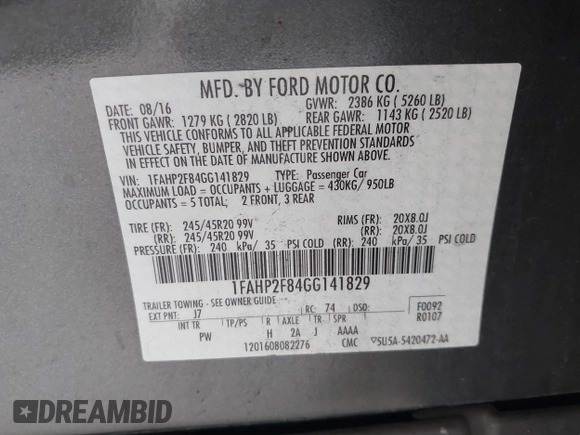 MFD. BY FORD MOTOR CO.
DATE: 08/16 GVWR: 2386 KG ( 5260 LB)
FRONT GAWR: 1279 KG ( 2820 LB) REAR GAWR: 1143 KG ( 2520 LB)
THIS VEHICLE CONFORMS TO ALL APPLICABLE FEDERAL MOTOR
VEHICLE SAFETY, BUMPER, AND THEFT PREVENTION STANDARDS
IN EFFECT ON THE DATE OF MANUFACTURE SHOWN ABOVE.
VIN: 1FAHP2F84GG141829 TYPE: Passenger Car
MAXIMUM LOAD = OCCUPANTS + LUGGAGE = 430KG/ 950LB
OCCUPANTS = 5 TOTAL; 2 FRONT, 3 REAR
TIRE (FR): 245/45R20 99V RIMS (FR): 20X8.0J
(RR): 245/45R20 99V (RR): 20X8.0J
PRESSURE (FR): 240 kPa/ 35 PSI COLD (RR): 240 kPa/ 35 PSI COLD
1FAHP2F84GG141829
TRAILER TOWING - SEE OWNER GUIDE
EXT PNT: J7 RC: 74 DSO: F0092
INT TR TP/PS R AXLE TR SPR R0107
PW H 2A J AAAA
1201608082276 CMC 5U5A-5420472-AA
DREAMBID